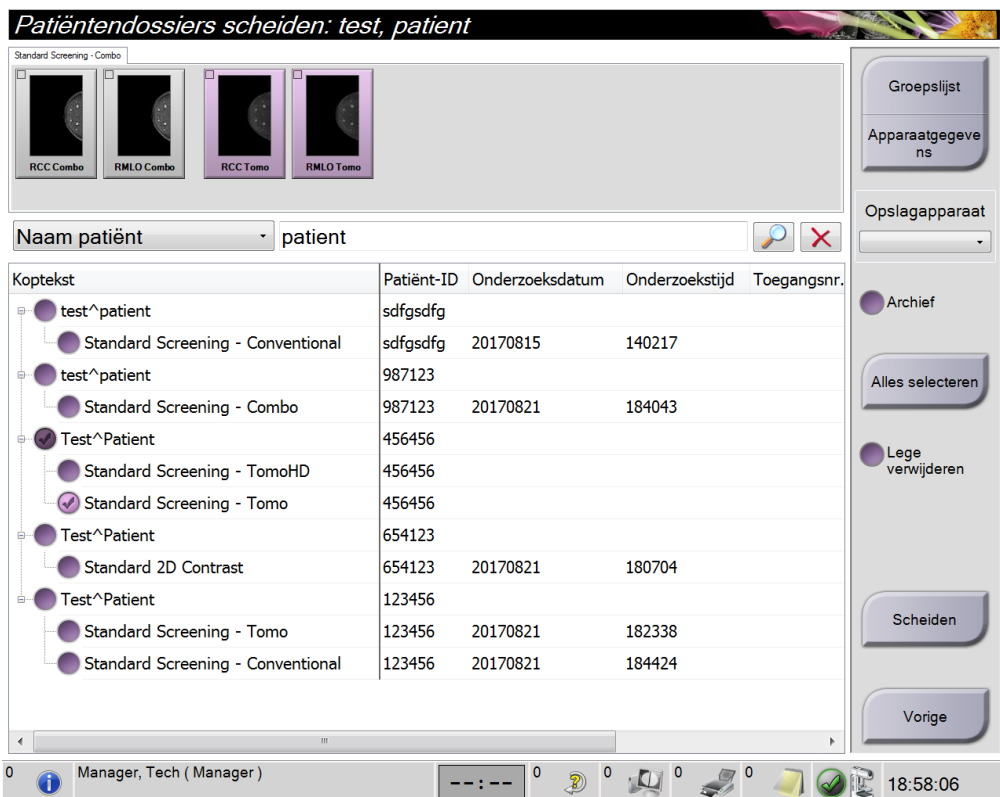 Patiëntendossiers scheiden: test, patient
Standard Screening - Combo
RCC Combo RMLO Combo RCC Tomo RMLO Tomo
Groepslijst
Apparaatgegeve
ns
Opslagapparaat
Naam patiënt patient
Koptekst Patiënt-ID Onderzoeksdatum Onderzoekstijd Toegangsnr.
test^patient sdfgsdfg
Standard Screening - Conventional sdfgsdfg 20170815 140217
test^patient 987123
Standard Screening - Combo 987123 20170821 184043
Test^Patient 456456
Standard Screening - TomoHD 456456
Standard Screening - Tomo 456456
Test^Patient 654123
Standard 2D Contrast 654123 20170821 180704
Test^Patient 123456
Standard Screening - Tomo 123456 20170821 182338
Standard Screening - Conventional 123456 20170821 184424
Archief
Alles selecteren
Lege
verwijderen
Scheiden
Vorige
0 Manager, Tech ( Manager ) --:-- 0 0 0 0 18:58:06